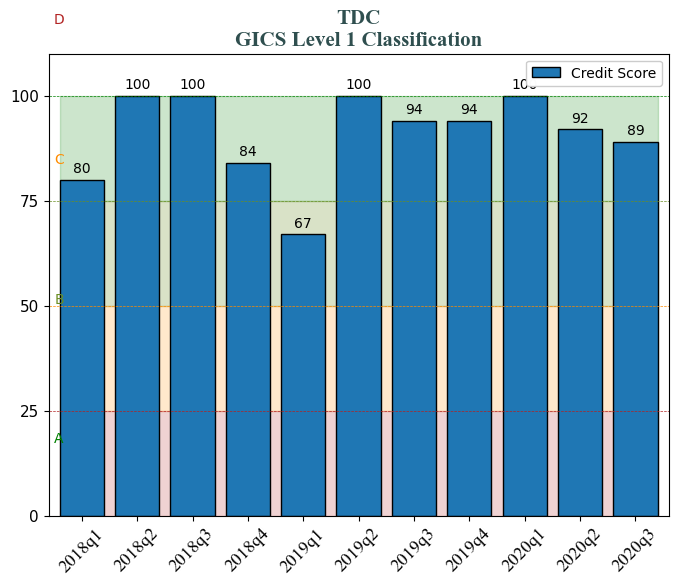 D
TDC
GICS Level 1 Classification
Credit Score
100
75
50
25
0
C
B
A
80
100
100
84
67
100
94
94
100
92
89
2018q1
2018q2
2018q3
2018q4
2019q1
2019q2
2019q3
2019q4
2020q1
2020q2
2020q3